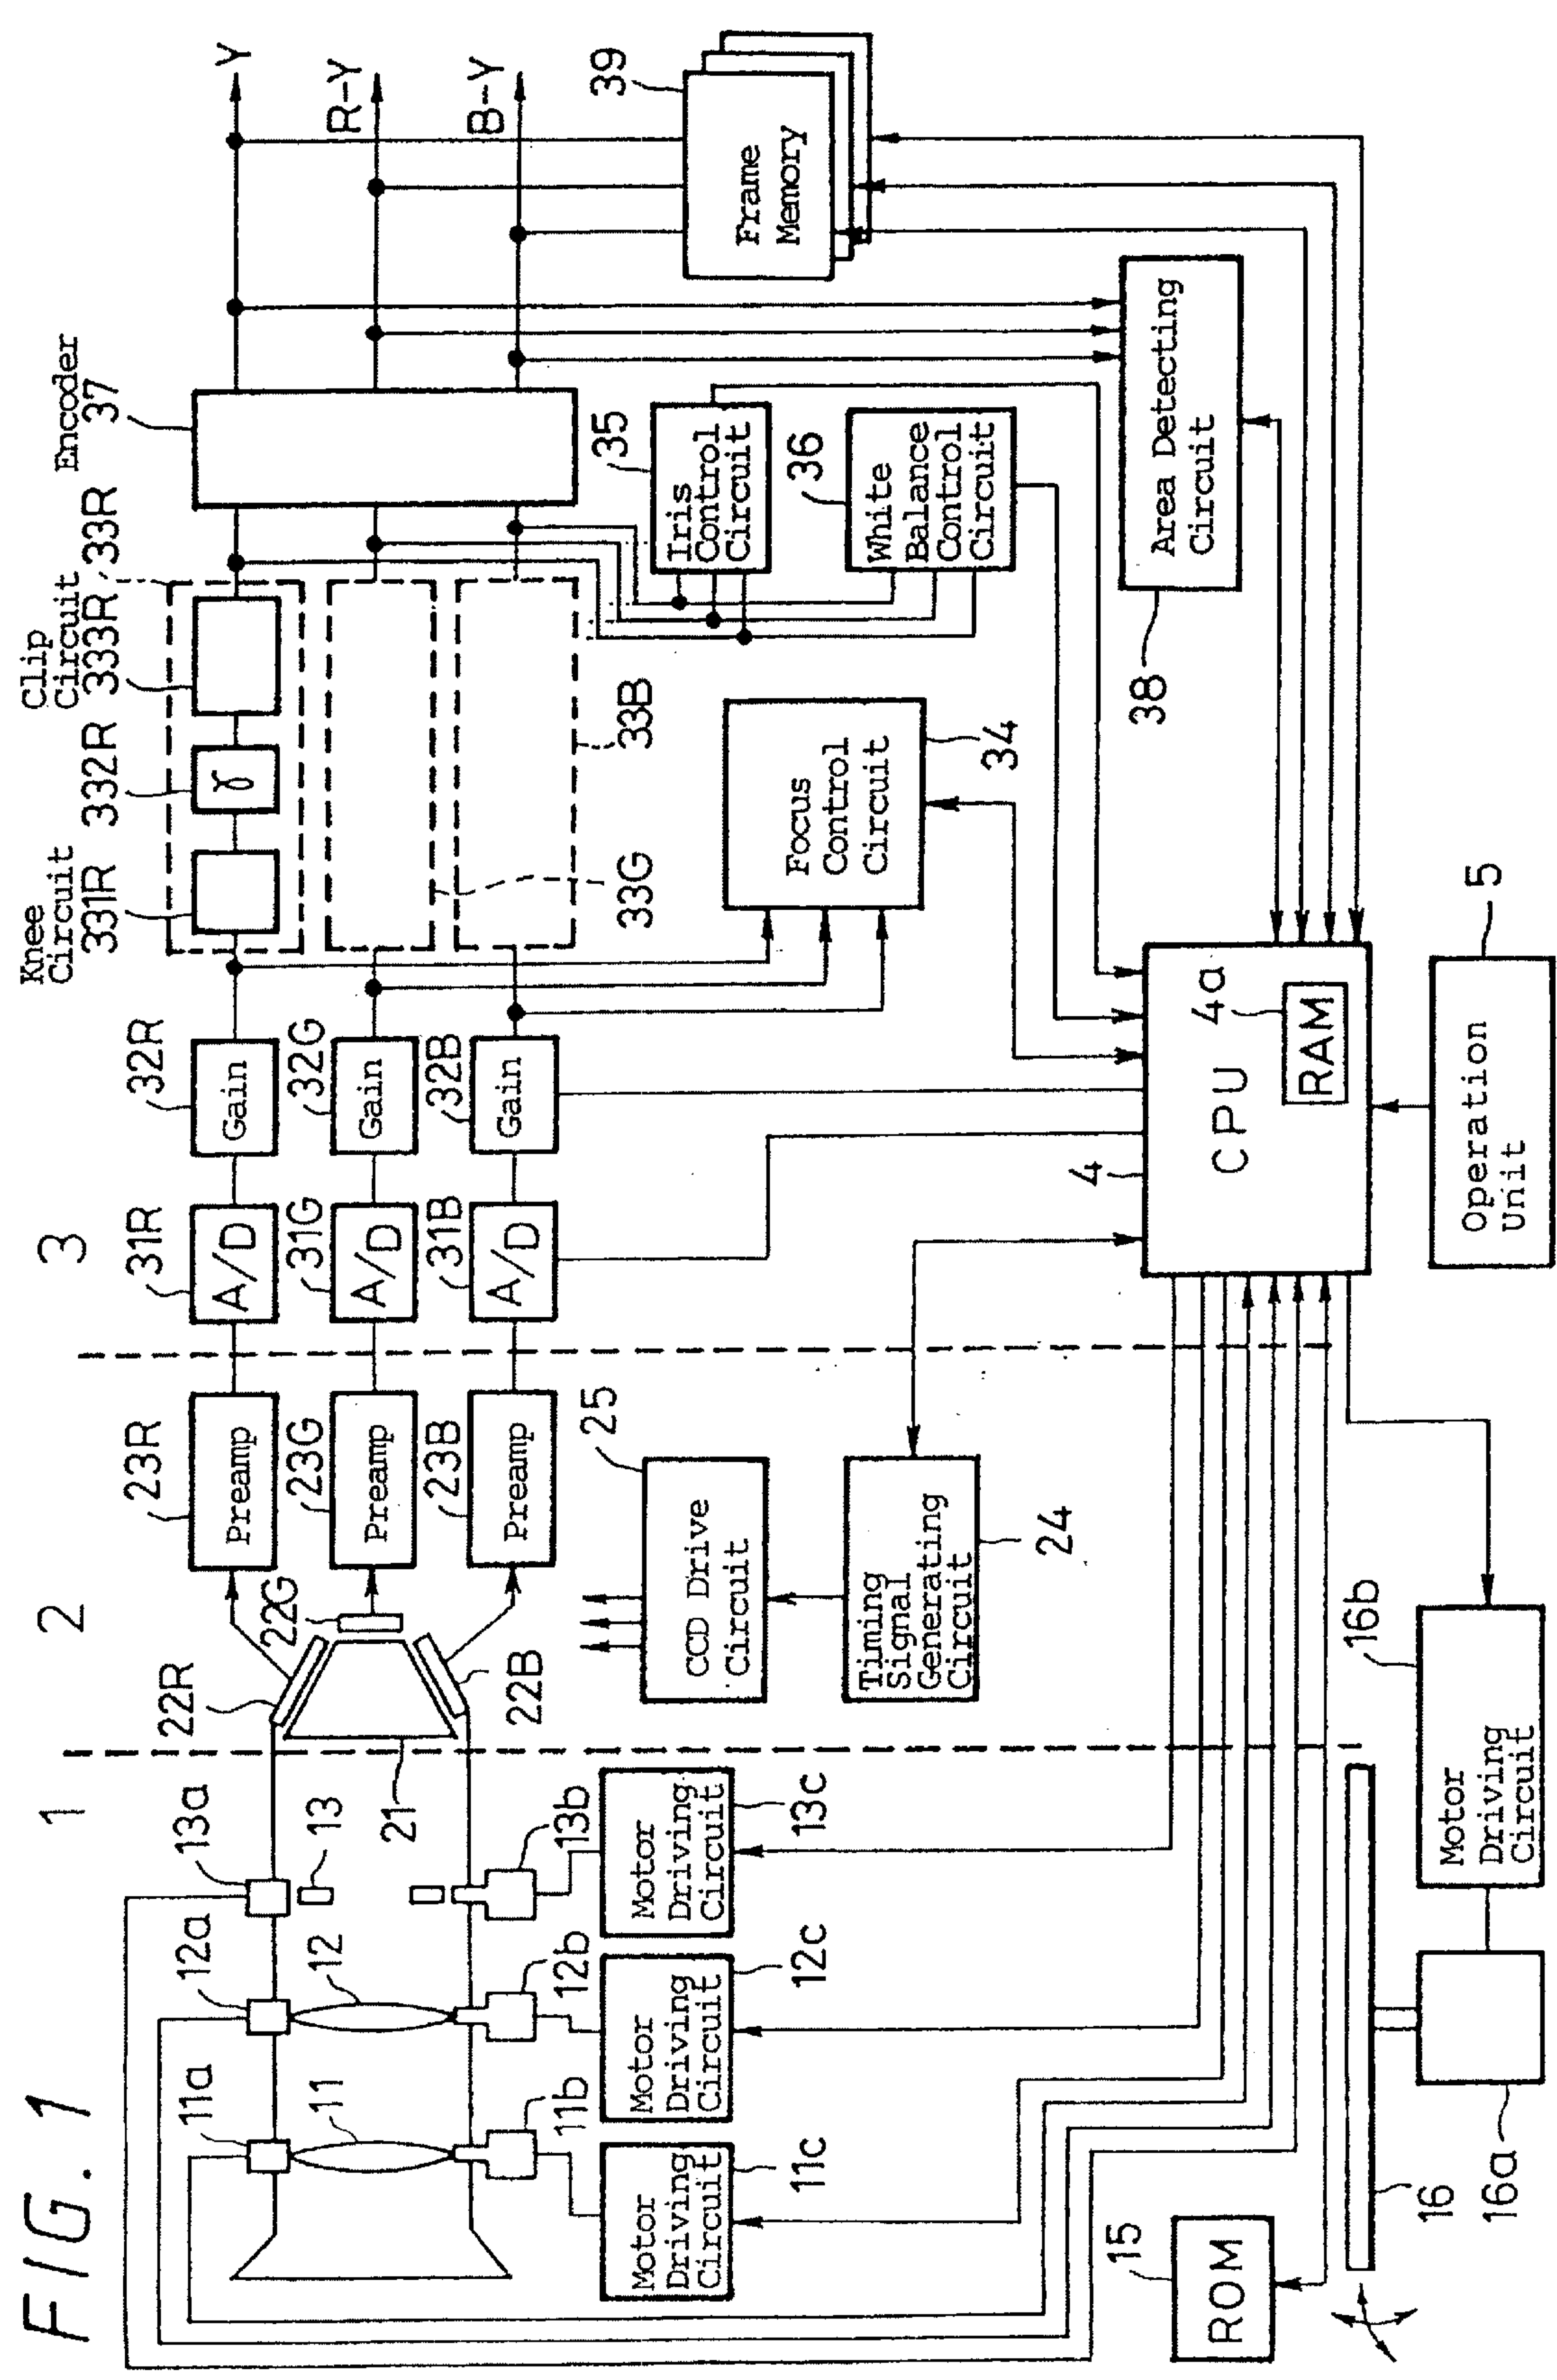 FIG. 1
1
2
3
11a
11
11b
11c
Motor
Driving
Circuit
12a
12
12b
12c
Motor
Driving
Circuit
13a
13
13b
13c
Motor
Driving
Circuit
21
22R
22G
22B
23R
Preamp
23G
Preamp
23B
Preamp
25
CCD Drive
Circuit
Timing
Signal
Generating
Circuit
24
31R
A/D
31G
A/D
31B
A/D
32R
Gain
32G
Gain
32B
Gain
Knee
Circuit
331R
332R
γ
Clip
Circuit
333R
33R
33G
33B
Encoder
37
Y
R-Y
B-Y
Focus
Control
Circuit
34
35
Iris
Control
Circuit
36
White
Balance
Control
Circuit
38
Area Detecting
Circuit
39
Frame
Memory
4
CPU
4a
RAM
5
Operation
Unit
15
ROM
16
16a
16b
Motor
Driving
Circuit